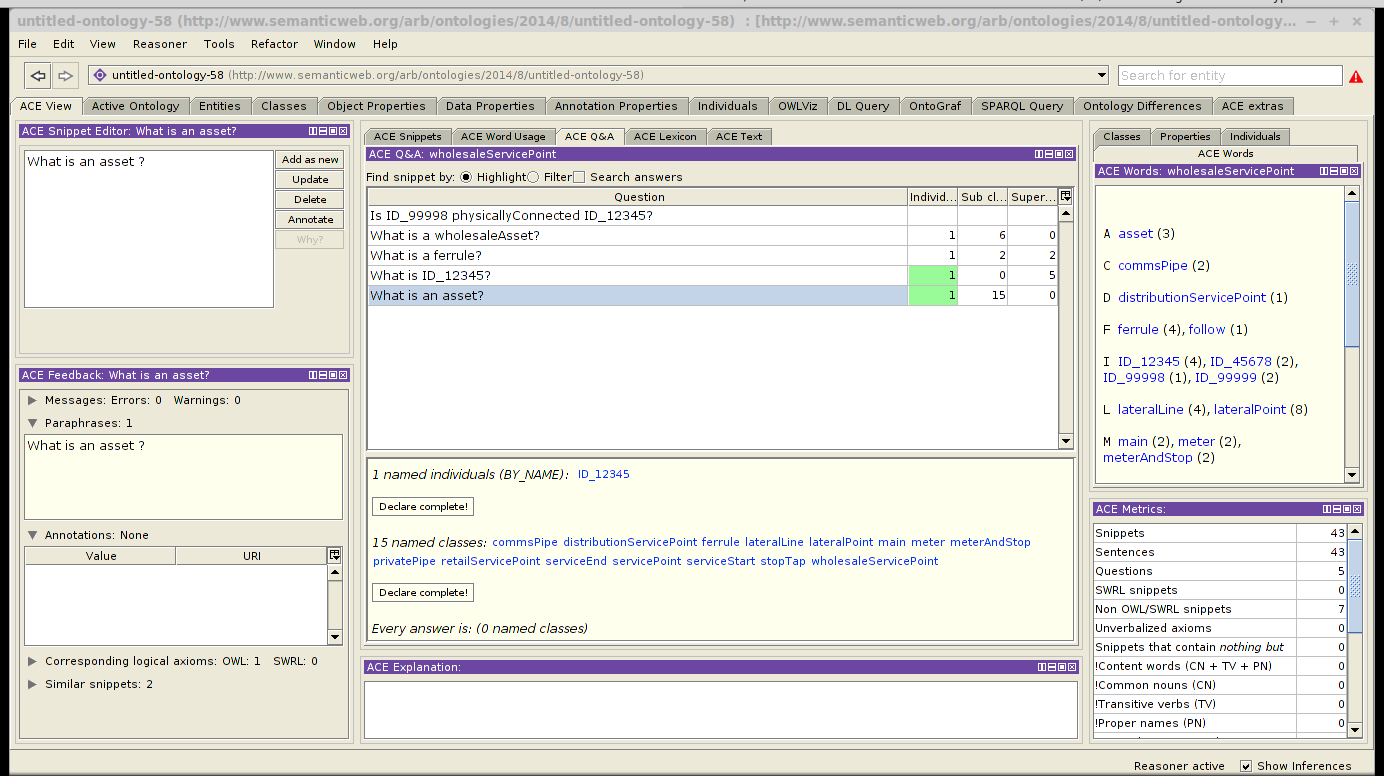 untitled-ontology-58 (http://www.semanticweb.org/arb/ontologies/2014/8/untitled-ontology-58) : [http://www.semanticweb.org/arb/ontologies/2014/8/untitled-ontology...
File Edit View Reasoner Tools Refactor Window Help
untitled-ontology-58 (http://www.semanticweb.org/arb/ontologies/2014/8/untitled-ontology-58)
Search for entity
ACE View Active Ontology Entities Classes Object Properties Data Properties Annotation Properties Individuals OWLViz DL Query OntoGraf SPARQL Query Ontology Differences ACE extras
ACE Snippet Editor: What is an asset?
What is an asset ?
Add as new
Update
Delete
Annotate
Why?
ACE Feedback: What is an asset?
Messages: Errors: 0 Warnings: 0
Paraphrases: 1
What is an asset ?
Annotations: None
Value URI
Corresponding logical axioms: OWL: 1 SWRL: 0
Similar snippets: 2
ACE Snippets ACE Word Usage ACE Q&A ACE Lexicon ACE Text
ACE Q&A: wholesaleServicePoint
Find snippet by: Highlight Filter Search answers
Question Individ... Sub cl... Super...
Is ID_99998 physicallyConnected ID_12345?
What is a wholesaleAsset? 1 6 0
What is a ferrule? 1 2 2
What is ID_12345? 1 0 5
What is an asset? 1 15 0
1 named individuals (BY_NAME): ID_12345
Declare complete!
15 named classes: commsPipe distributionServicePoint ferrule lateralLine lateralPoint main meter meterAndStop
privatePipe retailServicePoint serviceEnd servicePoint serviceStart stopTap wholesaleServicePoint
Declare complete!
Every answer is: (0 named classes)
ACE Explanation:
Classes Properties Individuals
ACE Words
ACE Words: wholesaleServicePoint
A asset (3)
C commsPipe (2)
D distributionServicePoint (1)
F ferrule (4), follow (1)
I ID_12345 (4), ID_45678 (2),
ID_99998 (1), ID_99999 (2)
L lateralLine (4), lateralPoint (8)
M main (2), meter (2),
meterAndStop (2)
ACE Metrics:
Snippets 43
Sentences 43
Questions 5
SWRL snippets 0
Non OWL/SWRL snippets 7
Unverbalized axioms 0
Snippets that contain nothing but 0
!Content words (CN + TV + PN) 0
!Common nouns (CN) 0
!Transitive verbs (TV) 0
!Proper names (PN) 0
Reasoner active Show Inferences